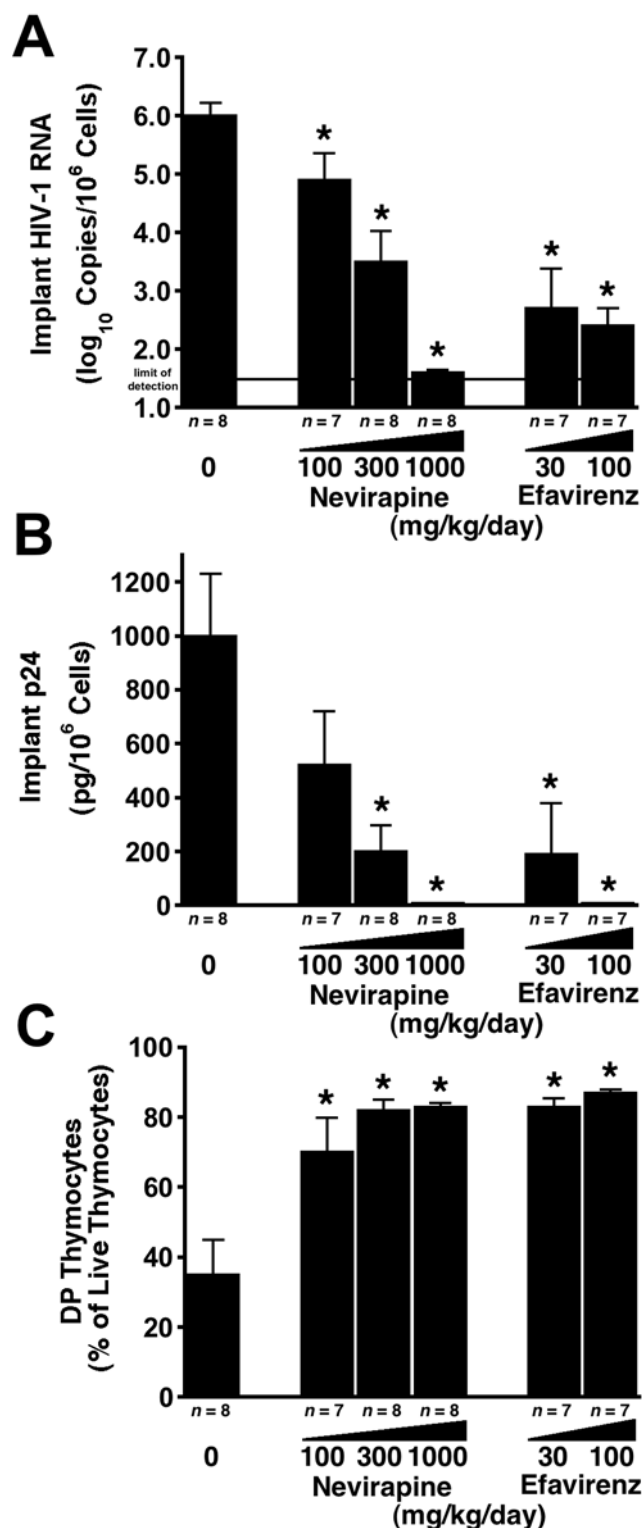 A
Implant HIV-1 RNA
(log10 Copies/10^6 Cells)
7.0
6.0
5.0
4.0
3.0
2.0
1.0
limit of
detection
*
*
*
*
*
n = 8
n = 7
n = 8
n = 8
n = 7
n = 7
0
100
300
1000
30
100
Nevirapine
Efavirenz
(mg/kg/day)
B
Implant p24
(pg/10^6 Cells)
1200
1000
800
600
400
200
0
*
*
*
*
n = 8
n = 7
n = 8
n = 8
n = 7
n = 7
0
100
300
1000
30
100
Nevirapine
Efavirenz
(mg/kg/day)
C
DP Thymocytes
(% of Live Thymocytes)
100
80
60
40
20
0
*
*
*
*
*
n = 8
n = 7
n = 8
n = 8
n = 7
n = 7
0
100
300
1000
30
100
Nevirapine
Efavirenz
(mg/kg/day)